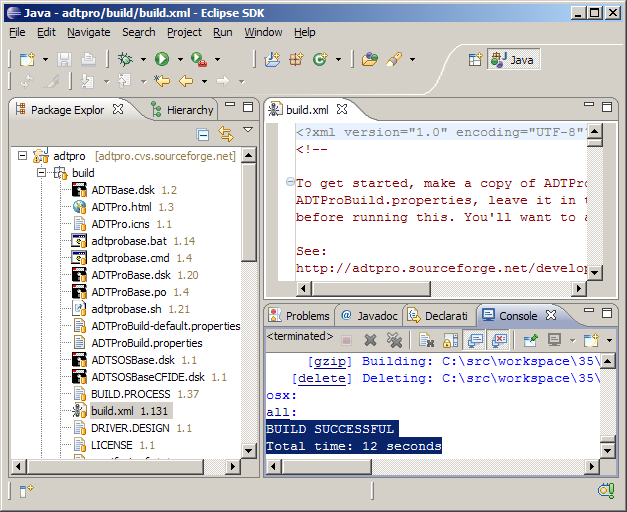 Java - adtpro/build/build.xml - Eclipse SDK
File Edit Navigate Search Project Run Window Help
Java
Package Explor Hierarchy
adtpro [adtpro.cvs.sourceforge.net]
build
ADTBase.dsk 1.2
ADTPro.html 1.3
ADTPro.icns 1.1
adtprobase.bat 1.14
adtprobase.cmd 1.4
ADTProBase.dsk 1.20
ADTProBase.po 1.4
adtprobase.sh 1.21
ADTProBuild-default.properties
ADTProBuild.properties
ADTSOSBase.dsk 1.1
ADTSOSBaseCFIDE.dsk 1.1
BUILD.PROCESS 1.37
build.xml 1.131
DRIVER.DESIGN 1.1
LICENSE 1.1
build.xml
<?xml version="1.0" encoding="UTF-8"?
<!--
To get started, make a copy of ADTPro
ADTProBuild.properties, leave it in t
before running this. You'll want to a
See:
http://adtpro.sourceforge.net/develop
Problems @ Javadoc Declarati Console
<terminated>
[gzip] Building: C:\src\workspace\35\
[delete] Deleting: C:\src\workspace\35\
osx:
all:
BUILD SUCCESSFUL
Total time: 12 seconds